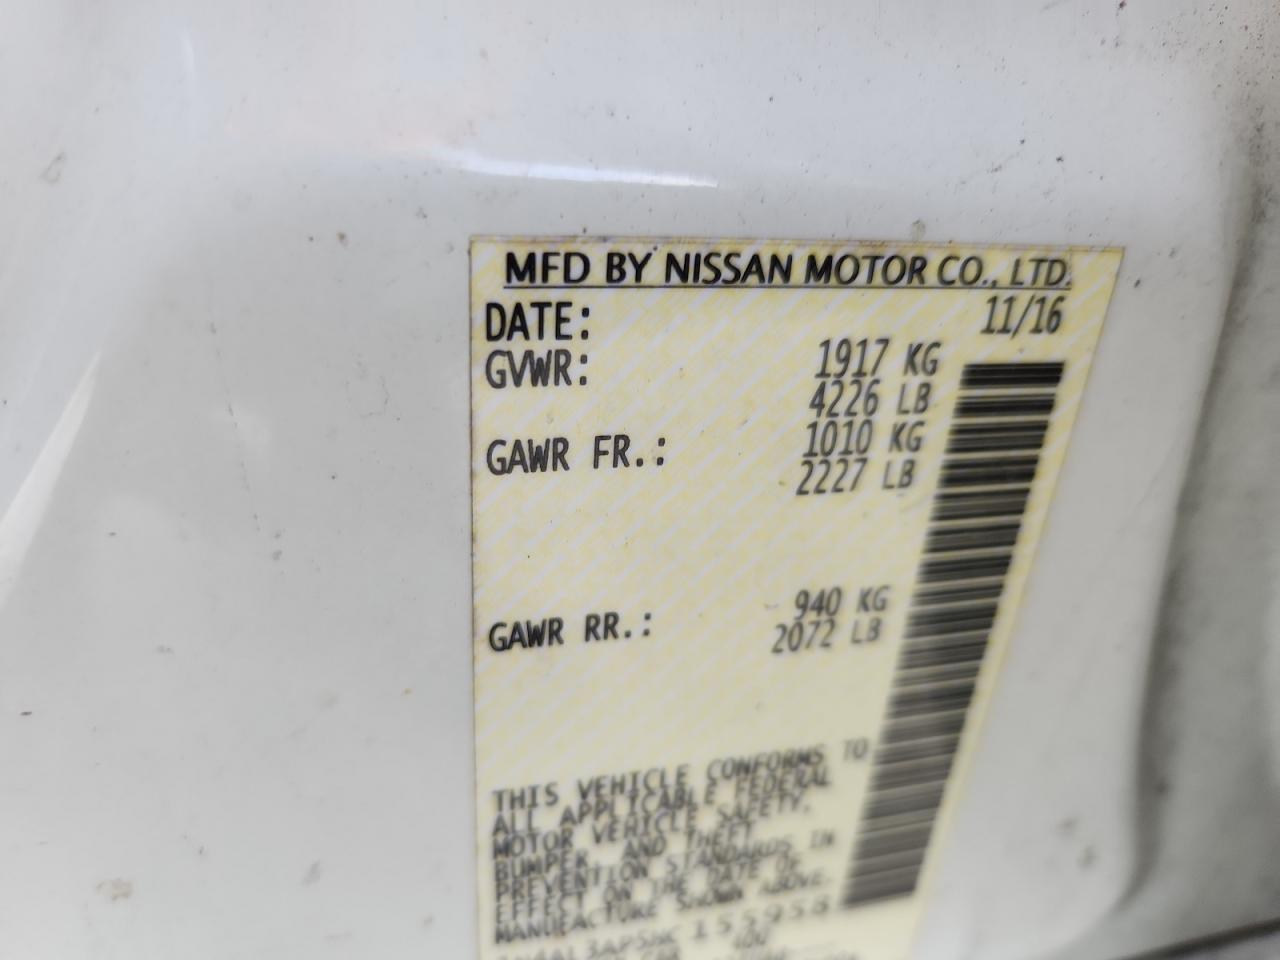 MFD BY NISSAN MOTOR CO., LTD.
DATE: 11/16
GVWR: 1917 KG
4226 LB
GAWR FR.: 1010 KG
2227 LB
GAWR RR.: 940 KG
2072 LB
THIS VEHICLE CONFORMS TO
ALL APPLICABLE FEDERAL
MOTOR VEHICLE SAFETY,
BUMPER, AND THEFT
PREVENTION STANDARDS IN
EFFECT ON THE DATE OF
MANUFACTURE SHOWN ABOVE.